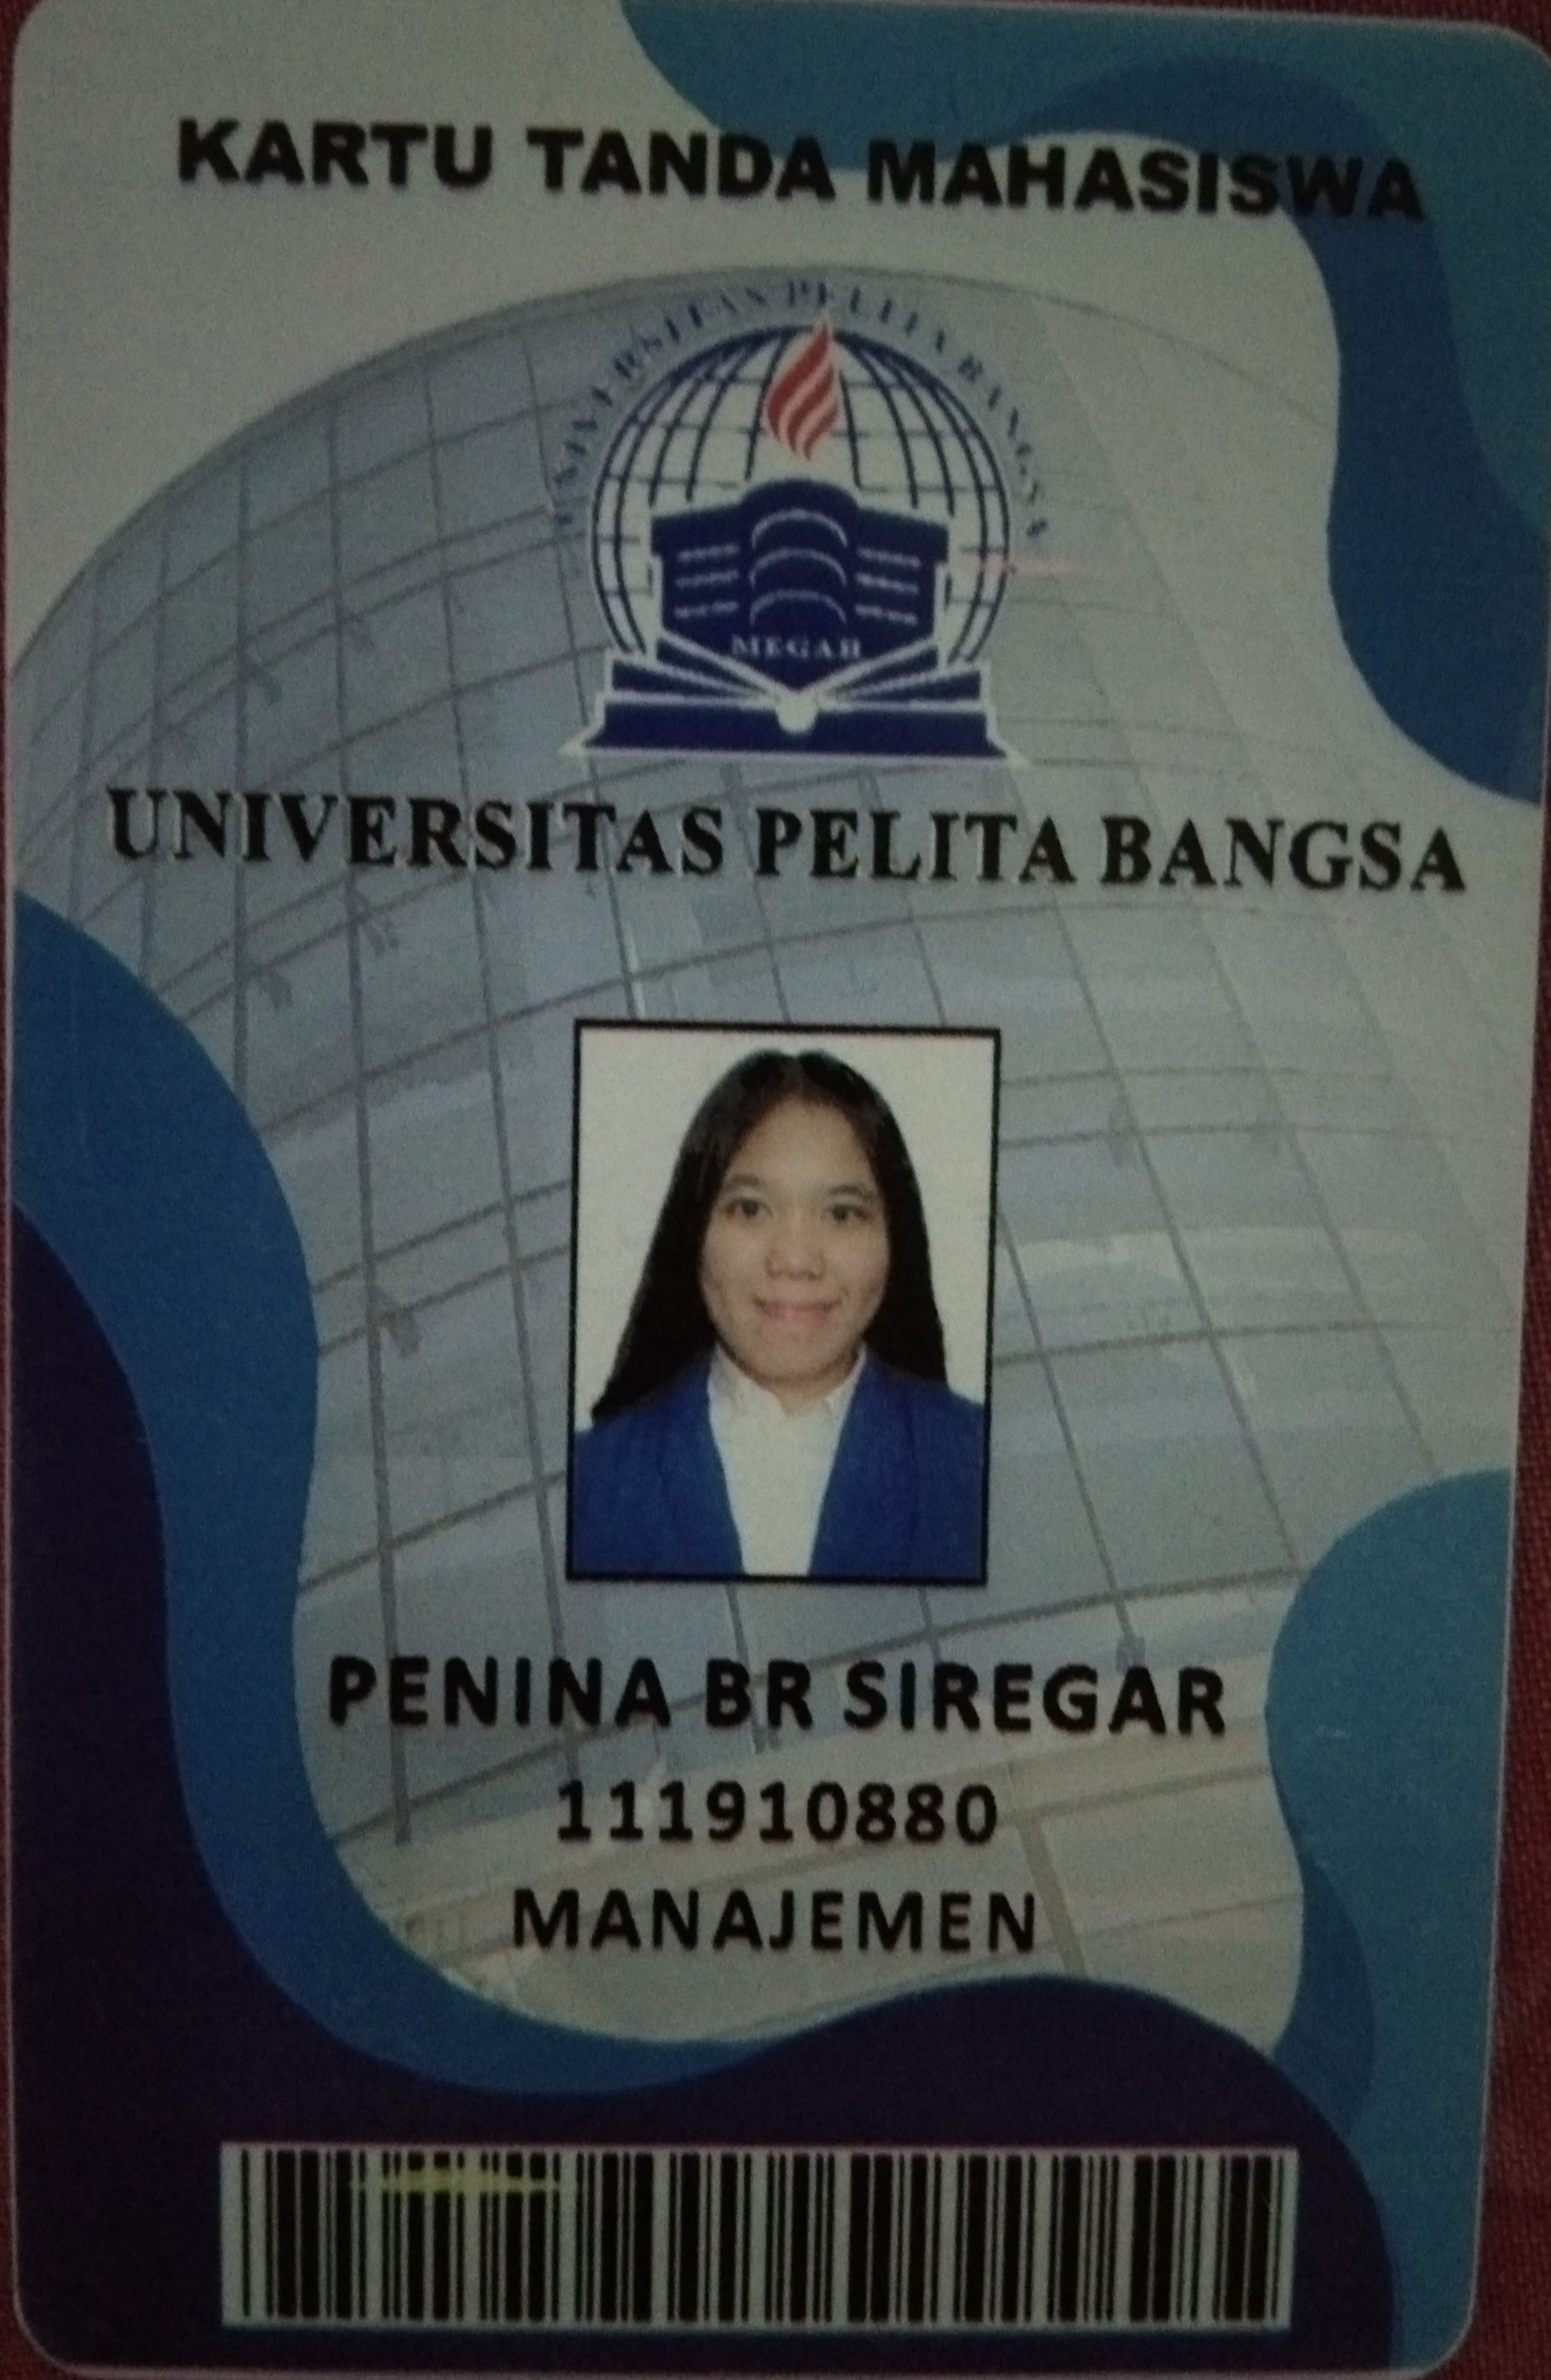 KARTU TANDA MAHASISWA
UNIVERSITAS PELITA BANGSA
MEGAH
UNIVERSITAS PELITA BANGSA
PENINA BR SIREGAR
111910880
MANAJEMEN